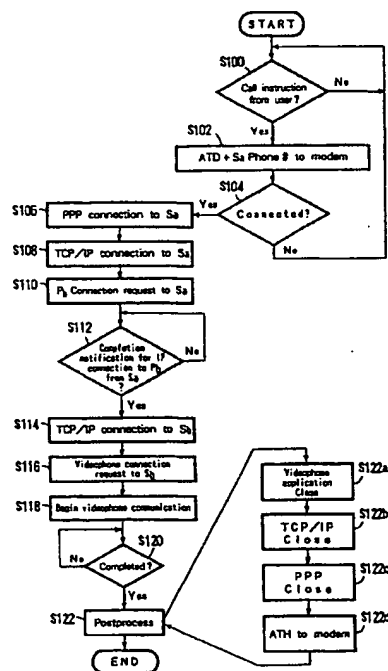 START
S100
Call instruction
from user?
No
Yes
S102
ATD + Sa Phone # to modem
S104
Connected?
Yes
No
S106
PPP connection to Sa
S108
TCP/IP connection to Sa
S110
Pb Connection request to Sa
S112
Completion
notification for I7
connection to Pb
from Sa
?
No
Yes
S114
TCP/IP connection to Sb
S116
Videophone connection
request to Sb
S118
Begin videophone communication
S120
Completed?
No
Yes
S122
Postprocess
END
S122a
Videophone
application
Close
S122b
TCP/IP
Close
S122c
PPP
Close
S122d
ATH to modem